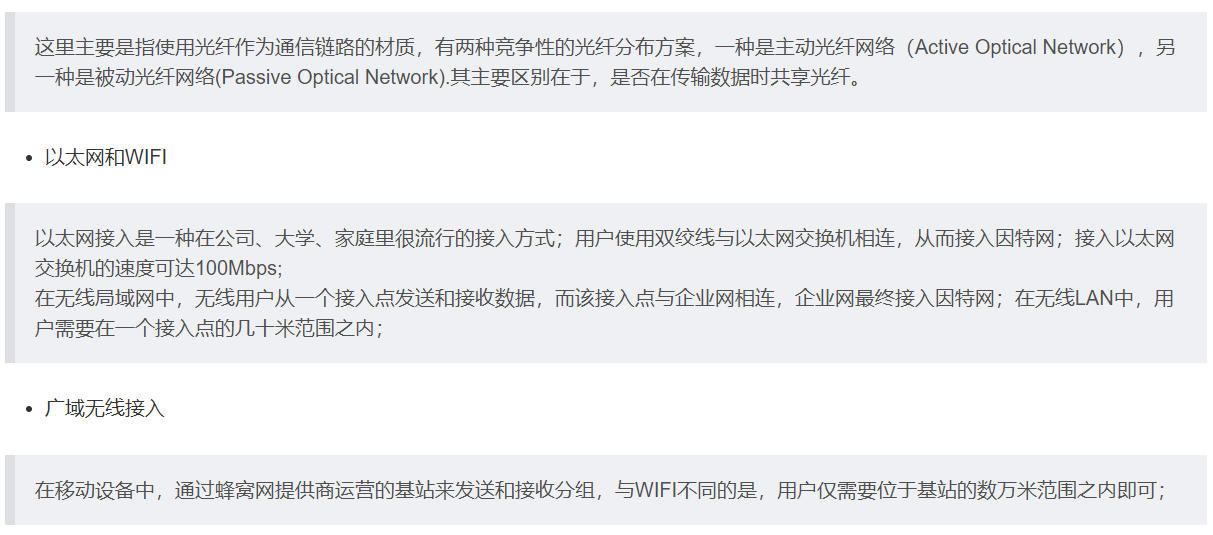 这里主要是指使用光纤作为通信链路的材质，有两种竞争性的光纤分布方案，一种是主动光纤网络（Active Optical Network），另
一种是被动光纤网络(Passive Optical Network).其主要区别在于，是否在传输数据时共享光纤。
• 以太网和WIFI
以太网接入是一种在公司、大学、家庭里很流行的接入方式；用户使用双绞线与以太网交换机相连，从而接入因特网；接入以太网
交换机的速度可达100Mbps;
在无线局域网中，无线用户从一个接入点发送和接收数据，而该接入点与企业网相连，企业网最终接入因特网；在无线LAN中，用
户需要在一个接入点的几十米范围之内；
• 广域无线接入
在移动设备中，通过蜂窝网提供商运营的基站来发送和接收分组，与WIFI不同的是，用户仅需要位于基站的数万米范围之内即可；